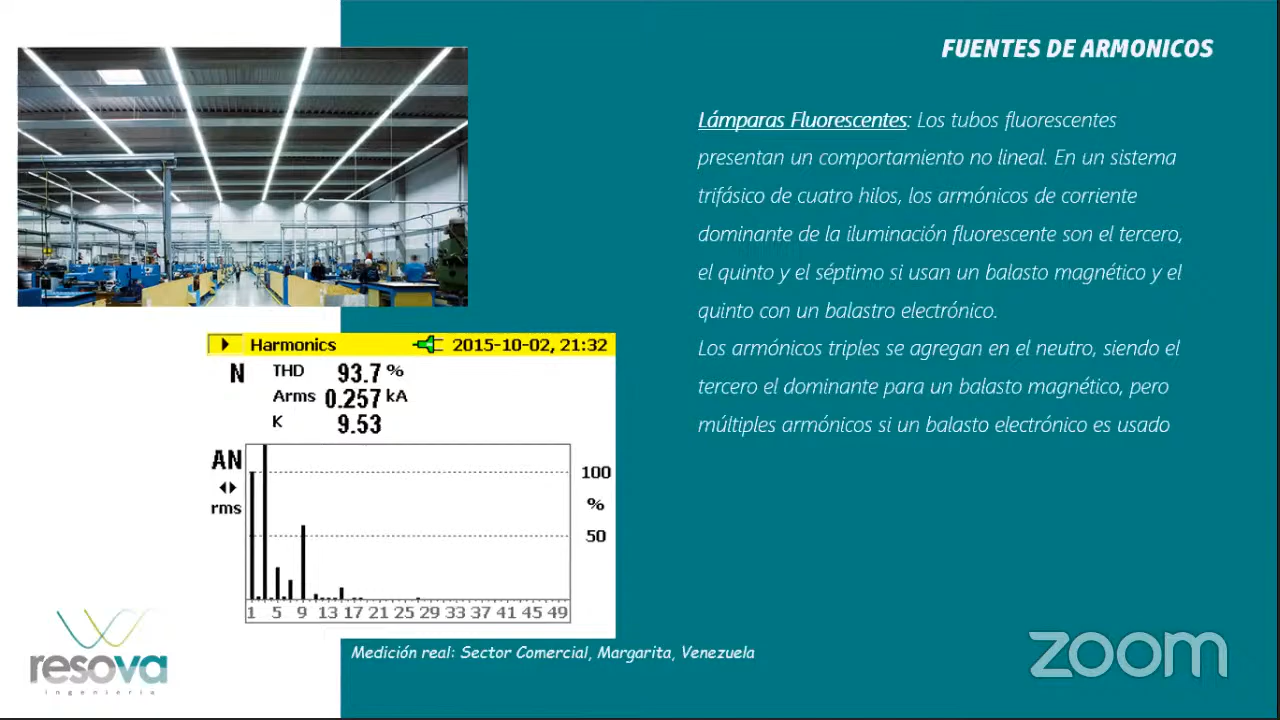 FUENTES DE ARMONICOS
Lámparas Fluorescentes: Los tubos fluorescentes
presentan un comportamiento no lineal. En un sistema
trifásico de cuatro hilos, los armónicos de corriente
dominante de la iluminación fluorescente son el tercero,
el quinto y el séptimo si usan un balasto magnético y el
quinto con un balastro electrónico.
Los armónicos triples se agregan en el neutro, siendo el
tercero el dominante para un balasto magnético, pero
múltiples armónicos si un balasto electrónico es usado
Harmonics 2015-10-02, 21:32
N THD 93.7 %
Arms 0.257 kA
K 9.53
AN
rms
100
%
50
1 5 9 13 17 21 25 29 33 37 41 45 49
Medición real: Sector Comercial, Margarita, Venezuela
resova
ingeniería
zoom